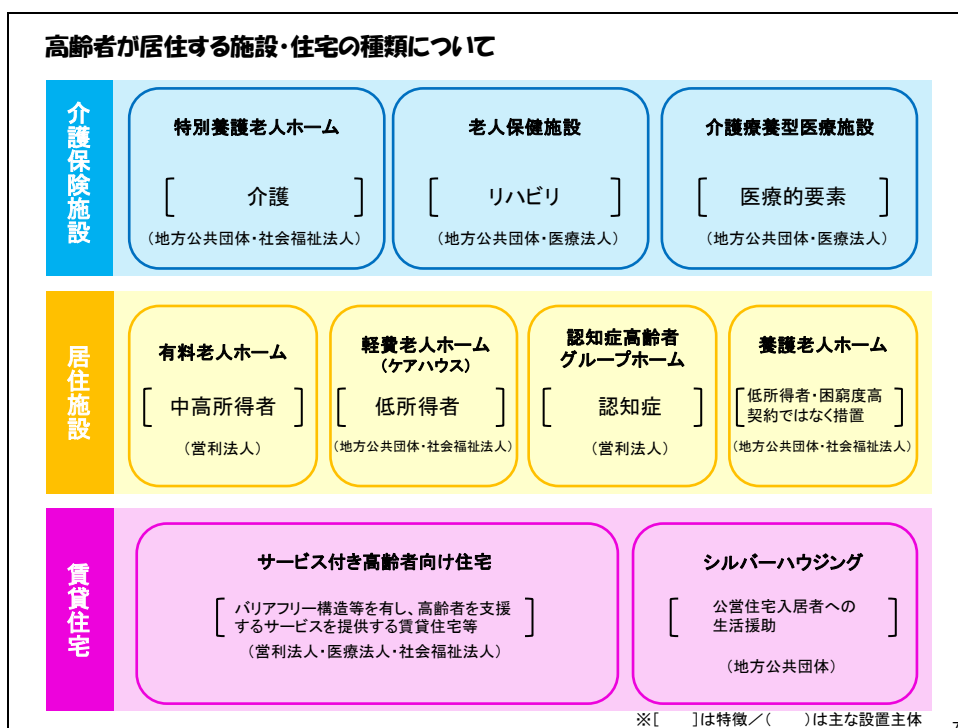 高齢者が居住する施設・住宅の種類について
介護保険施設
特別養護老人ホーム
[ 介護 ]
(地方公共団体・社会福祉法人)
老人保健施設
[ リハビリ ]
(地方公共団体・医療法人)
介護療養型医療施設
[ 医療的要素 ]
(地方公共団体・医療法人)
居住施設
有料老人ホーム
[ 中高所得者 ]
(営利法人)
軽費老人ホーム
(ケアハウス)
[ 低所得者 ]
(地方公共団体・社会福祉法人)
認知症高齢者
グループホーム
[ 認知症 ]
(営利法人)
養護老人ホーム
[ 低所得者・困窮度高
契約ではなく措置 ]
(地方公共団体・社会福祉法人)
賃貸住宅
サービス付き高齢者向け住宅
[ バリアフリー構造等を有し、高齢者を支援
するサービスを提供する賃貸住宅等 ]
(営利法人・医療法人・社会福祉法人)
シルバーハウジング
[ 公営住宅入居者への
生活援助 ]
(地方公共団体)
※[ ]は特徴/( )は主な設置主体